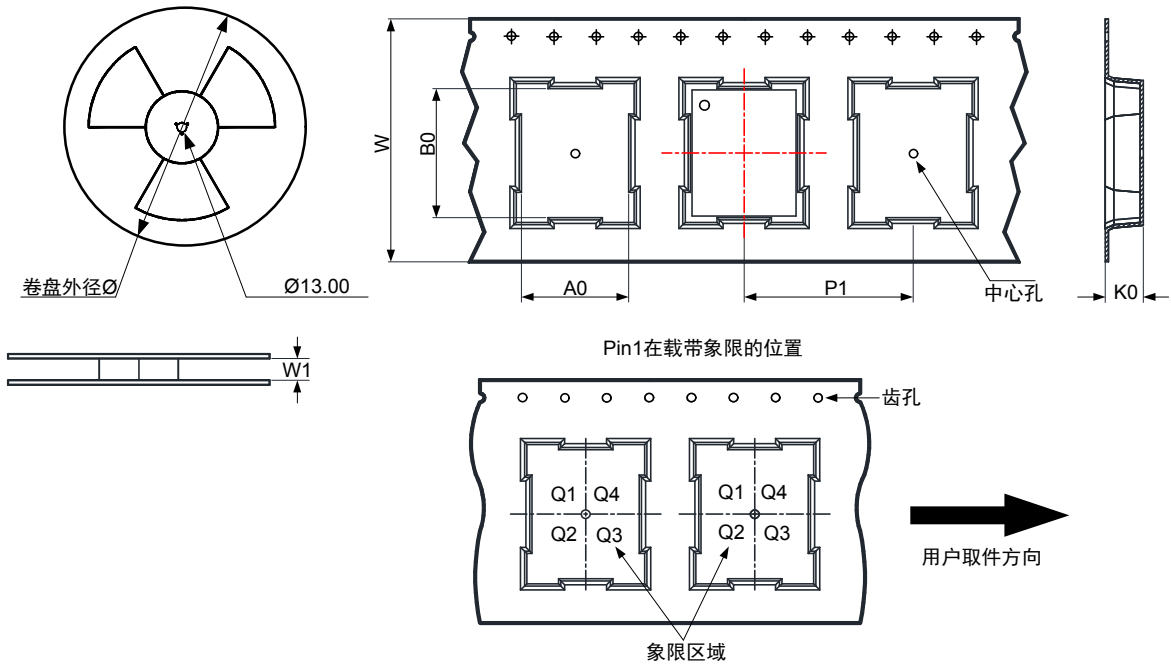 W
B0
卷盘外径Ø
Ø13.00
A0
P1
中心孔
K0
W1
Pin1在载带象限的位置
齿孔
Q1 Q4
Q2 Q3
Q1 Q4
Q2 Q3
用户取件方向
象限区域